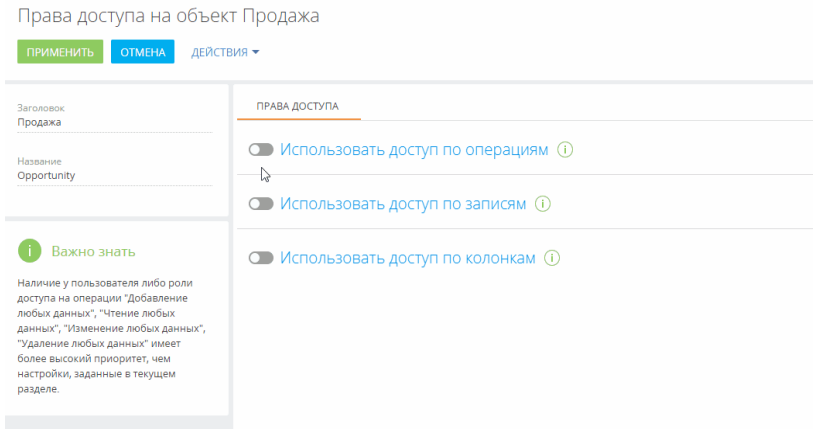 Права доступа на объект Продажа
ПРИМЕНИТЬ ОТМЕНА ДЕЙСТВИЯ
Заголовок
Продажа
Название
Opportunity
i Важно знать
Наличие у пользователя либо роли
доступа на операции "Добавление
любых данных", "Чтение любых
данных", "Изменение любых данных",
"Удаление любых данных" имеет
более высокий приоритет, чем
настройки, заданные в текущем
разделе.
ПРАВА ДОСТУПА
Использовать доступ по операциям i
Использовать доступ по записям i
Использовать доступ по колонкам i